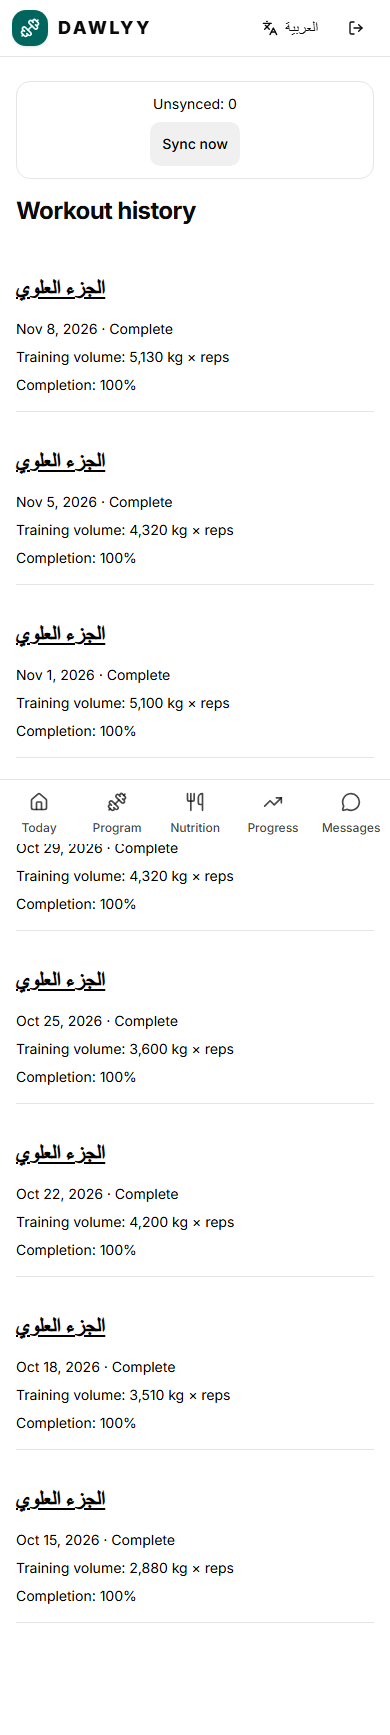 DAWLYY
العربية
Unsynced: 0
Sync now
Workout history
الجزء العلوي
Nov 8, 2026 · Complete
Training volume: 5,130 kg × reps
Completion: 100%
الجزء العلوي
Nov 5, 2026 · Complete
Training volume: 4,320 kg × reps
Completion: 100%
الجزء العلوي
Nov 1, 2026 · Complete
Training volume: 5,100 kg × reps
Completion: 100%
Today
Program
Nutrition
Progress
Messages
Oct 29, 2026 · Complete
Training volume: 4,320 kg × reps
Completion: 100%
الجزء العلوي
Oct 25, 2026 · Complete
Training volume: 3,600 kg × reps
Completion: 100%
الجزء العلوي
Oct 22, 2026 · Complete
Training volume: 4,200 kg × reps
Completion: 100%
الجزء العلوي
Oct 18, 2026 · Complete
Training volume: 3,510 kg × reps
Completion: 100%
الجزء العلوي
Oct 15, 2026 · Complete
Training volume: 2,880 kg × reps
Completion: 100%